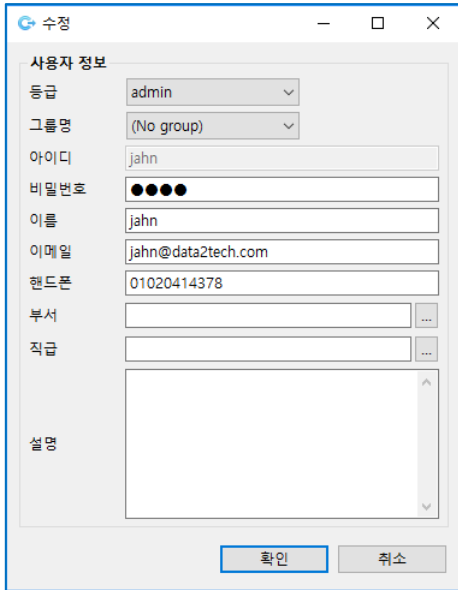 수정
사용자 정보
등급 admin
그룹명 (No group)
아이디 jahn
비밀번호 ●●●●
이름 jahn
이메일 jahn@data2tech.com
핸드폰 01020414378
부서 ...
직급 ...
설명
확인 취소